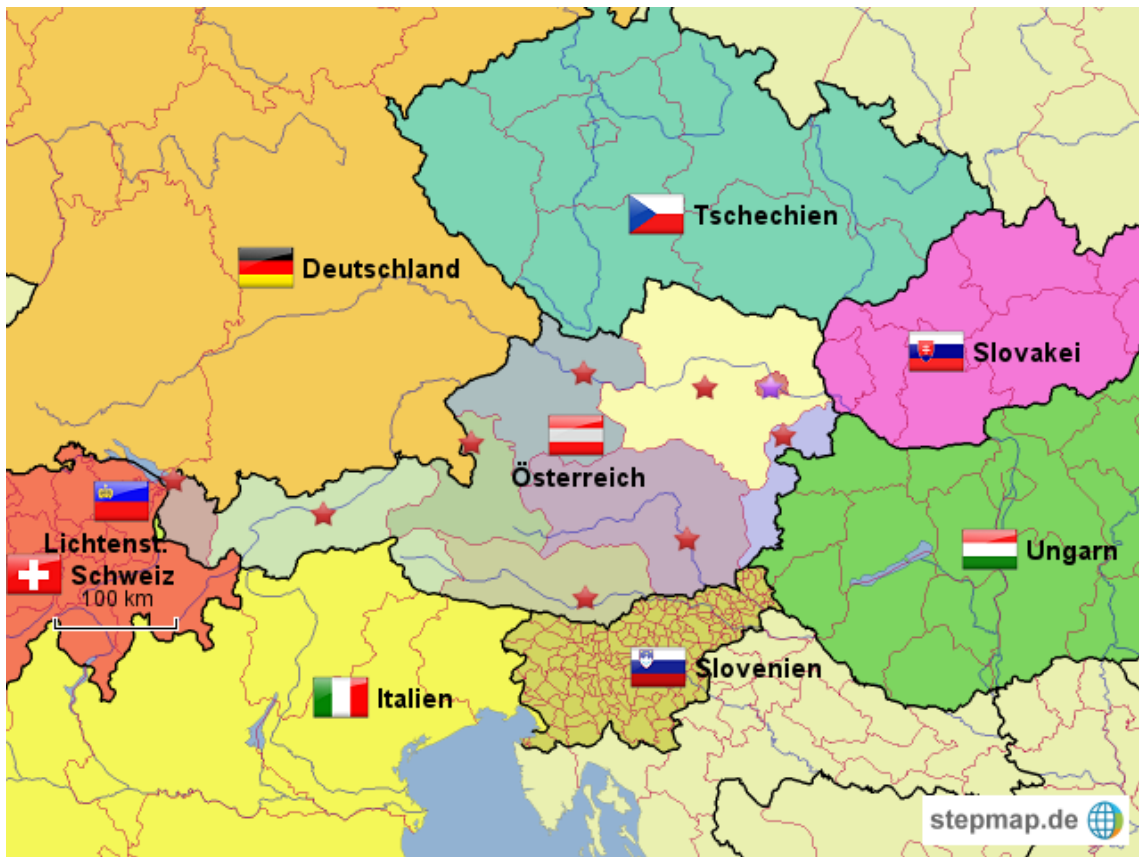 Tschechien
Deutschland
Slovakei
Österreich
Lichtenst.
Schweiz
100 km
Ungarn
Slovenien
Italien
stepmap.de